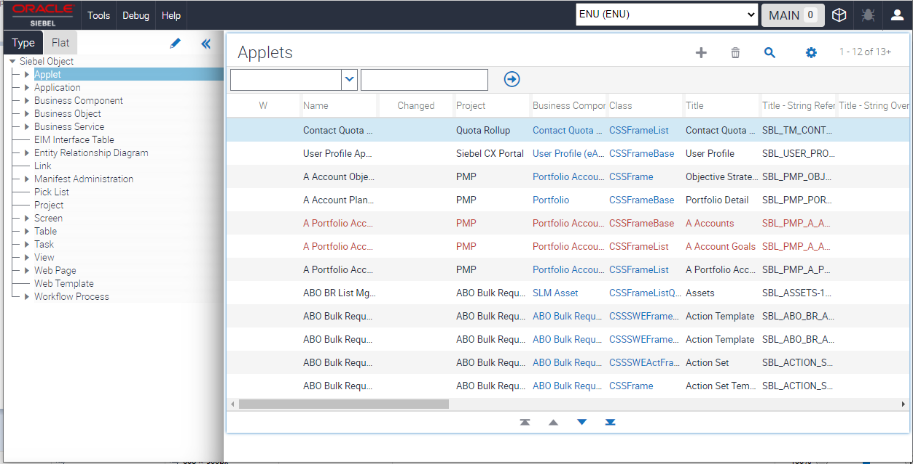 ORACLE
SIEBEL
Tools Debug Help ENU (ENU) MAIN 0
Type Flat
Siebel Object
Applet
Application
Business Component
Business Object
Business Service
EIM Interface Table
Entity Relationship Diagram
Link
Manifest Administration
Pick List
Project
Screen
Table
Task
View
Web Page
Web Template
Workflow Process
Applets 1 - 12 of 13+
W Name Changed Project Business Compor Class Title Title - String Refer Title - String Over
Contact Quota ... Quota Rollup Contact Quota ... CSSFrameList Contact Quota ... SBL_TM_CONT...
User Profile Ap... Siebel CX Portal User Profile (eA... CSSFrameBase User Profile SBL_USER_PRO...
A Account Obje... PMP Portfolio Accou... CSSFrame Objective Strate... SBL_PMP_OBJ...
A Account Plan... PMP Portfolio CSSFrameBase Portfolio Detail SBL_PMP_POR...
A Portfolio Acc... PMP Portfolio Accou... CSSFrameBase A Accounts SBL_PMP_A_A...
A Portfolio Acc... PMP Portfolio Accou... CSSFrameList A Account Goals SBL_PMP_A_A...
A Portfolio Acc... PMP Portfolio Accou... CSSFrameList A Portfolio Acc... SBL_PMP_A_P...
ABO BR List Mg... ABO Bulk Requ... SLM Asset CSSFrameListQ... Assets SBL_ASSETS-1...
ABO Bulk Requ... ABO Bulk Requ... ABO Bulk Requ... CSSSWEFrame... Action Template SBL_ABO_BR_A...
ABO Bulk Requ... ABO Bulk Requ... ABO Bulk Requ... CSSSWEFrame... Action Template SBL_ABO_BR_A...
ABO Bulk Requ... ABO Bulk Requ... ABO Bulk Requ... CSSSWEActFra... Action Set SBL_ACTION_S...
ABO Bulk Requ... ABO Bulk Requ... ABO Bulk Requ... CSSFrame Action Set Tem... SBL_ACTION_S...